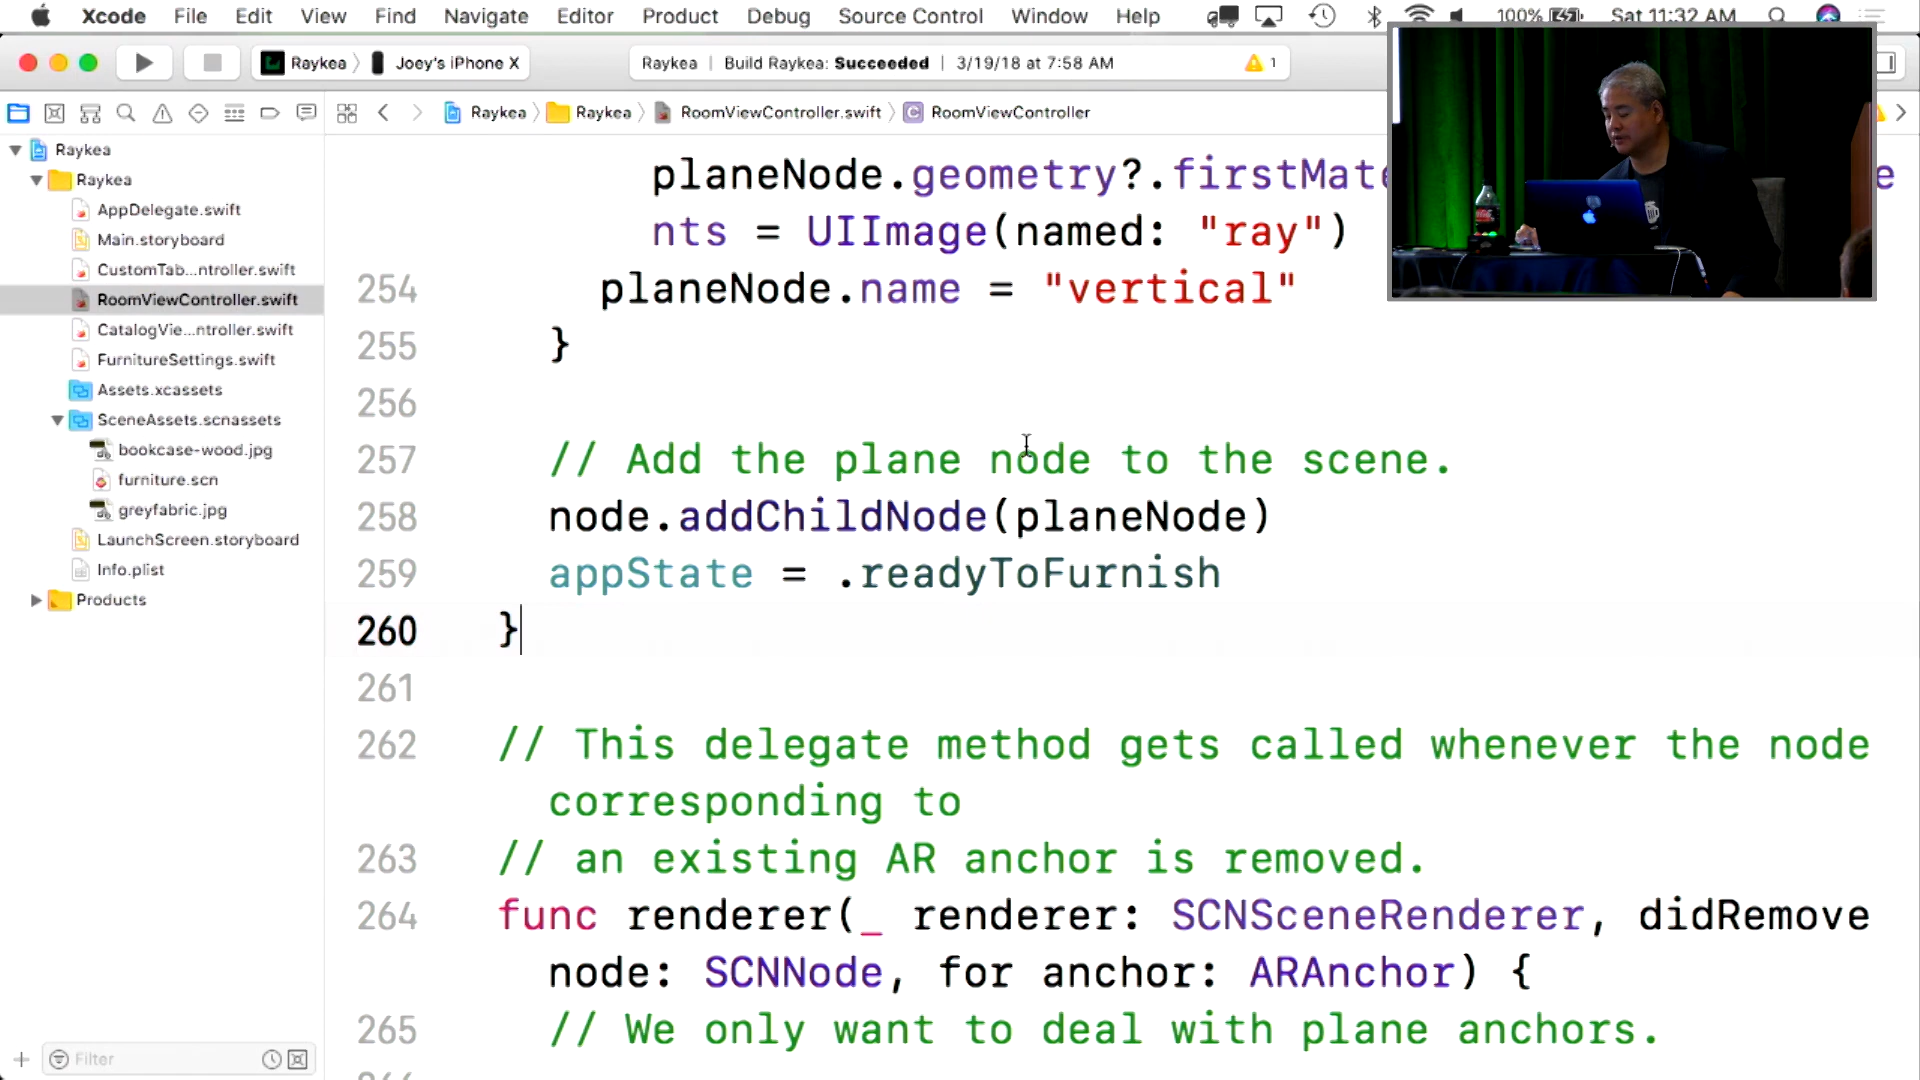 Xcode File Edit View Find Navigate Editor Product Debug Source Control Window Help 100% Sat 11:32 AM
Raykea Joey's iPhone X Raykea | Build Raykea: Succeeded | 3/19/18 at 7:58 AM 1
Raykea Raykea RoomViewController.swift RoomViewController
Raykea
Raykea
AppDelegate.swift
Main.storyboard
CustomTab...ntroller.swift
RoomViewController.swift
CatalogVie...ntroller.swift
FurnitureSettings.swift
Assets.xcassets
SceneAssets.scnassets
bookcase-wood.jpg
furniture.scn
greyfabric.jpg
LaunchScreen.storyboard
Info.plist
Products
Filter
planeNode.geometry?.firstMate
nts = UIImage(named: "ray")
254 planeNode.name = "vertical"
255 }
256
257 // Add the plane node to the scene.
258 node.addChildNode(planeNode)
259 appState = .readyToFurnish
260 }
261
262 // This delegate method gets called whenever the node
corresponding to
263 // an existing AR anchor is removed.
264 func renderer(_ renderer: SCNSceneRenderer, didRemove
node: SCNNode, for anchor: ARAnchor) {
265 // We only want to deal with plane anchors.